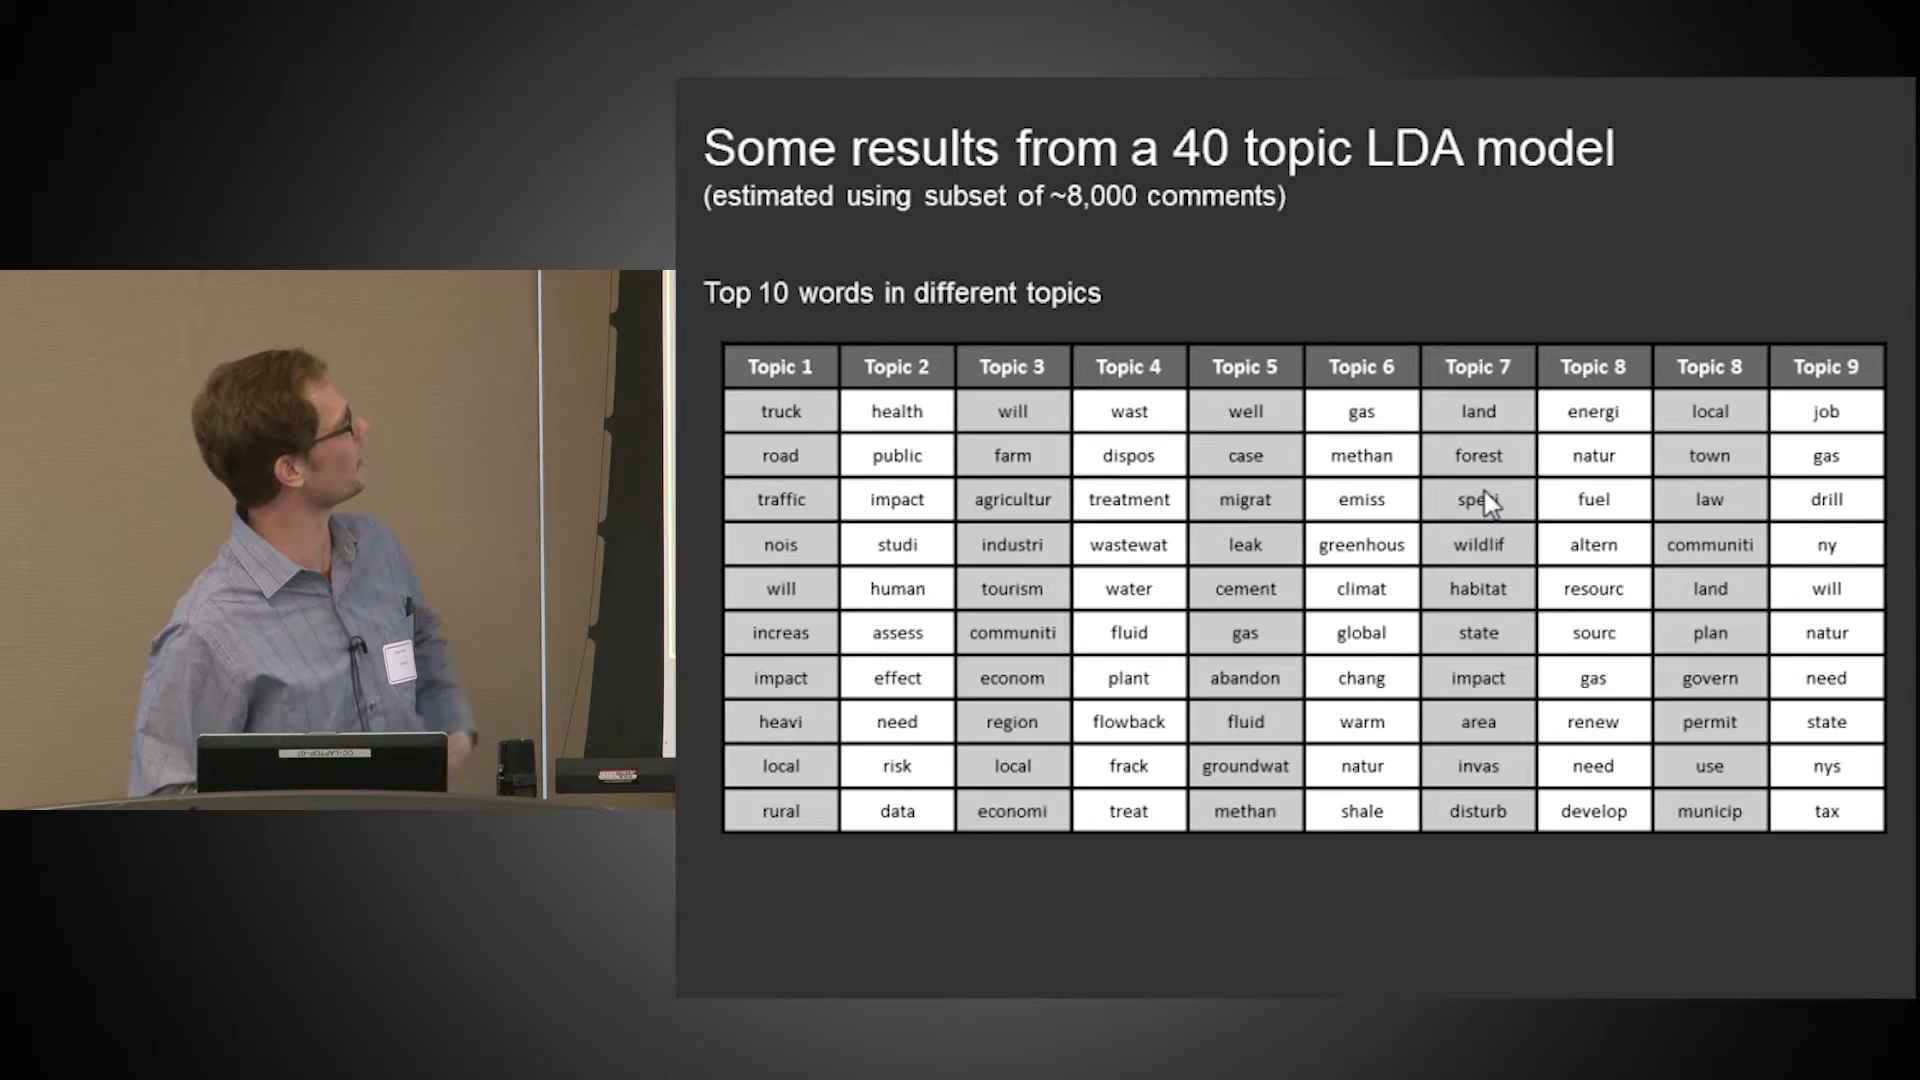 Some results from a 40 topic LDA model
(estimated using subset of ~8,000 comments)
Top 10 words in different topics
Topic 1 Topic 2 Topic 3 Topic 4 Topic 5 Topic 6 Topic 7 Topic 8 Topic 8 Topic 9
truck health will wast well gas land energi local job
road public farm dispos case methan forest natur town gas
traffic impact agricultur treatment migrat emiss fuel law drill
nois studi industri wastewat leak greenhous wildlif altern communiti ny
will human tourism water cement climat habitat resourc land will
increas assess communiti fluid gas global state sourc plan natur
impact effect econom plant abandon chang impact gas govern need
heavi need region flowback fluid warm area renew permit state
local risk local frack groundwat natur invas need use nys
rural data economi treat methan shale disturb develop municip tax
CC-LAPTOP-07